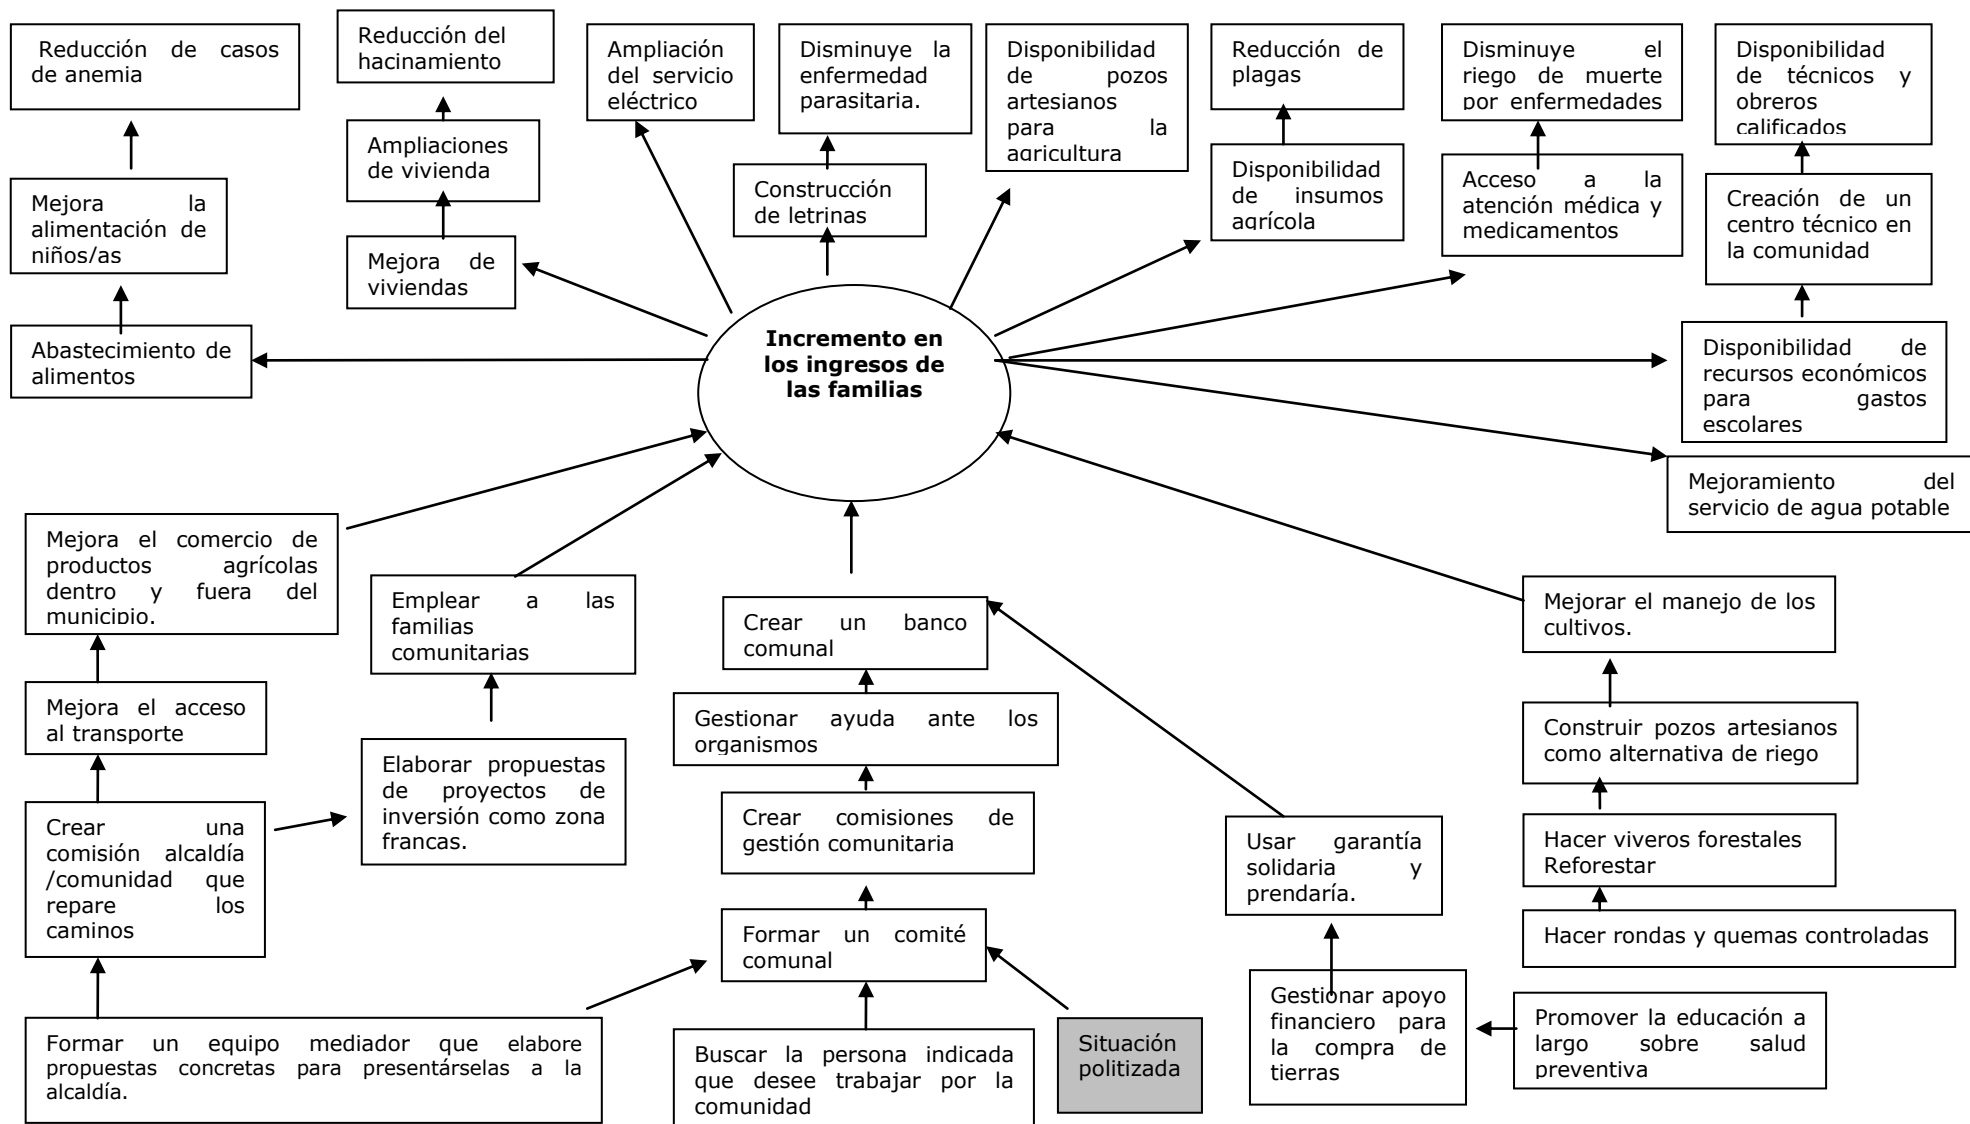 Reducción de casos
de anemia
Reducción del
hacinamiento
Ampliación
del servicio
eléctrico
Disminuye la
enfermedad
parasitaria.
Disponibilidad
de pozos
artesianos
para la
agricultura
Reducción de
plagas
Disminuye el
riego de muerte
por enfermedades
Disponibilidad
de técnicos y
obreros
calificados
Ampliaciones
de vivienda
Mejora la
alimentación de
niños/as
Construcción
de letrinas
Disponibilidad
de insumos
agrícola
Acceso a la
atención médica y
medicamentos
Creación de un
centro técnico en
la comunidad
Mejora de
viviendas
Abastecimiento de
alimentos
Incremento en
los ingresos de
las familias
Disponibilidad de
recursos económicos
para gastos
escolares
Mejoramiento del
servicio de agua potable
Mejora el comercio de
productos agrícolas
dentro y fuera del
municipio.
Emplear a las
familias
comunitarias
Crear un banco
comunal
Mejorar el manejo de los
cultivos.
Mejora el acceso
al transporte
Gestionar ayuda ante los
organismos
Construir pozos artesianos
como alternativa de riego
Elaborar propuestas
de proyectos de
inversión como zona
francas.
Crear una
comisión alcaldía
/comunidad que
repare los
caminos
Crear comisiones de
gestión comunitaria
Usar garantía
solidaria y
prendaría.
Hacer viveros forestales
Reforestar
Formar un comité
comunal
Hacer rondas y quemas controladas
Gestionar apoyo
financiero para
la compra de
tierras
Promover la educación a
largo sobre salud
preventiva
Formar un equipo mediador que elabore
propuestas concretas para presentárselas a la
alcaldía.
Buscar la persona indicada
que desee trabajar por la
comunidad
Situación
politizada